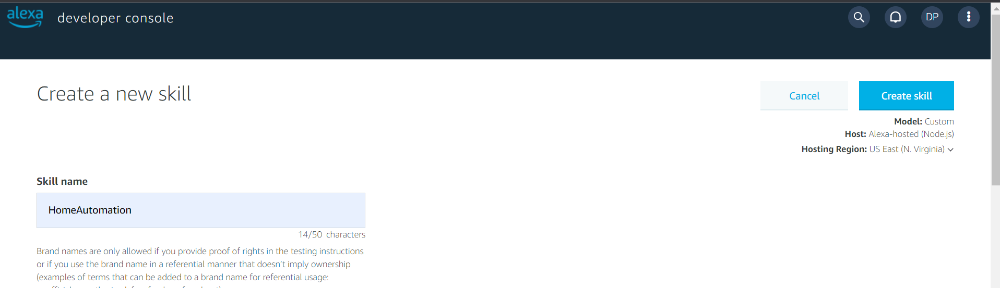 alexa developer console
DP
Create a new skill
Cancel
Create skill
Model: Custom
Host: Alexa-hosted (Node.js)
Hosting Region: US East (N. Virginia)
Skill name
HomeAutomation
14/50 characters
Brand names are only allowed if you provide proof of rights in the testing instructions
or if you use the brand name in a referential manner that doesn't imply ownership
(examples of terms that can be added to a brand name for referential usage: